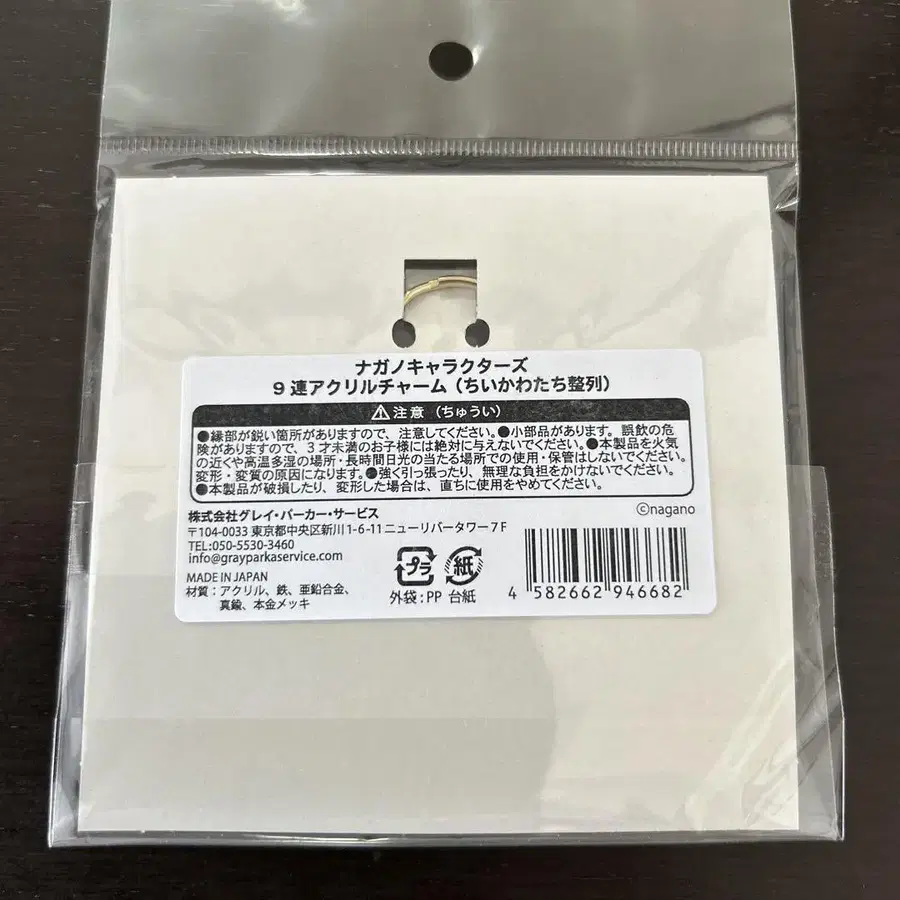 ナガノキャラクターズ
9連アクリルチャーム（ちいかわたち整列）
⚠注意（ちゅうい）
●縁部が鋭い箇所がありますので、注意してください。●小部品があります。誤飲の危
険がありますので、3才未満のお子様には絶対に与えないでください。●本製品を火気
の近くや高温多湿の場所・長時間日光の当たる場所での使用・保管はしないでください。
変形・変質の原因になります。●強く引っ張ったり、無理な負担をかけないでください。
●本製品が破損したり、変形した場合は、直ちに使用をやめてください。
©nagano
株式会社グレイ・パーカー・サービス
〒104-0033 東京都中央区新川1-6-11 ニューリバータワー7F
TEL:050-5530-3460
info@grayparkaservice.com
MADE IN JAPAN
材質：アクリル、鉄、亜鉛合金、
真鍮、本金メッキ
プラ 紙
外袋：PP 台紙
4 582662 946682